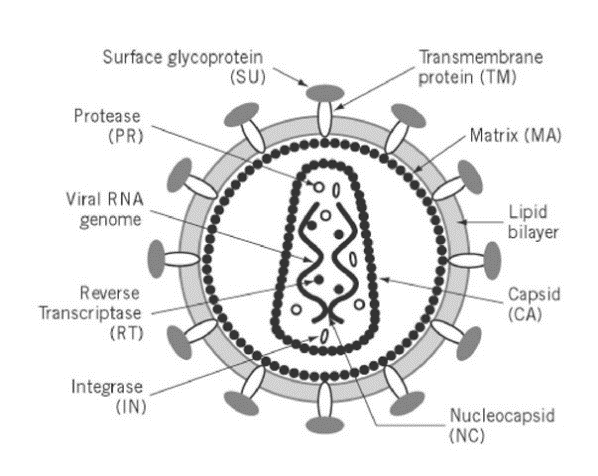 Surface glycoprotein
(SU)
Transmembrane
protein (TM)
Protease
(PR)
Matrix (MA)
Viral RNA
genome
Lipid
bilayer
Reverse
Transcriptase
(RT)
Capsid
(CA)
Integrase
(IN)
Nucleocapsid
(NC)